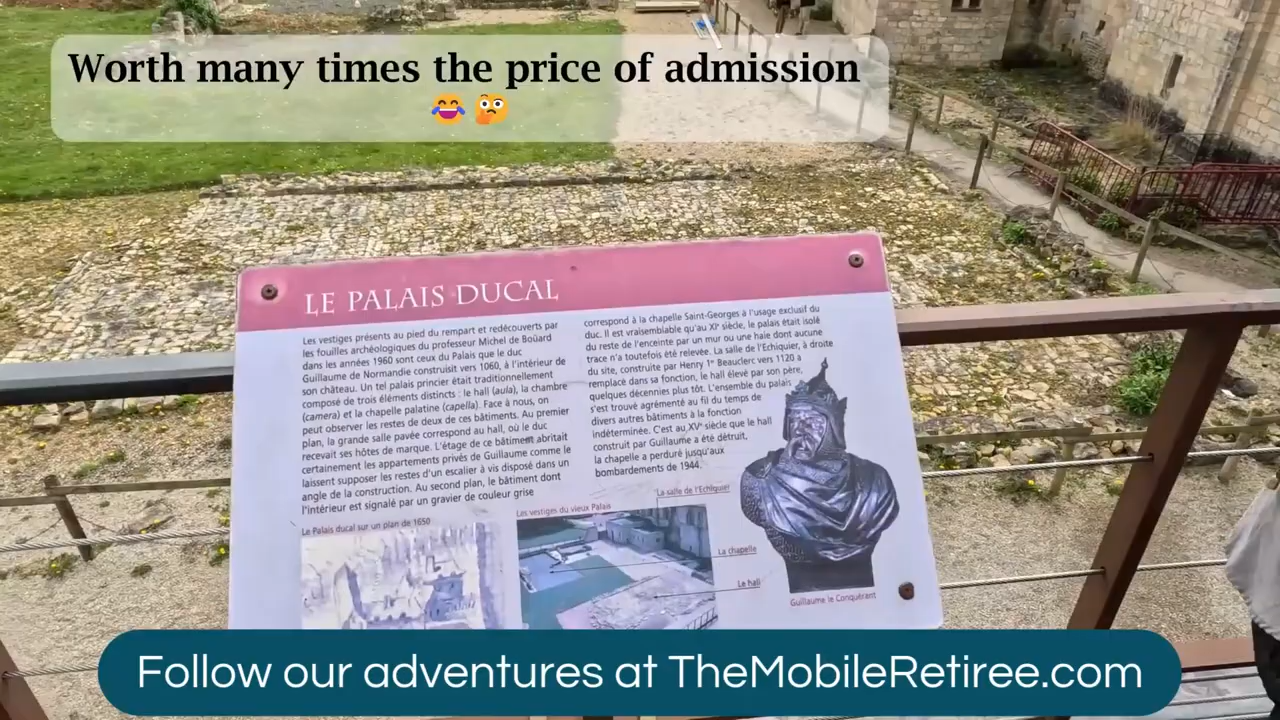 Worth many times the price of admission
😂 🤔
LE PALAIS DUCAL
Les vestiges présents au pied du rempart et redécouverts par
les fouilles archéologiques du professeur Michel de Boüard
dans les années 1960 sont ceux du Palais que le duc
Guillaume de Normandie construisit vers 1060, à l'intérieur de
son château. Un tel palais princier était traditionnellement
composé de trois éléments distincts : le hall (aula), la chambre
(camera) et la chapelle palatine (capella). Face à nous, on
peut observer les restes de deux de ces bâtiments. Au premier
plan, la grande salle pavée correspond au hall, où le duc
recevait ses hôtes de marque. L'étage de ce bâtiment abritait
certainement les appartements privés de Guillaume comme le
laissent supposer les restes d'un escalier à vis disposé dans un
angle de la construction. Au second plan, le bâtiment dont
l'intérieur est signalé par un gravier de couleur grise
correspond à la chapelle Saint-Georges à l'usage exclusif du
duc. Il est vraisemblable qu'au XIe siècle, le palais était isolé
du reste de l'enceinte par un mur ou une haie dont aucune
trace n'a toutefois été relevée. La salle de l'Echiquier, à droite
du site, construite par Henry 1er Beauclerc vers 1120 a
remplacé dans sa fonction, le hall élevé par son père,
quelques décennies plus tôt. L'ensemble du palais
s'est trouvé agrémenté au fil du temps de
divers autres bâtiments à la fonction
indéterminée. C'est au XVe siècle que le hall
construit par Guillaume a été détruit,
la chapelle a perduré jusqu'aux
bombardements de 1944.
Le Palais ducal sur un plan de 1650
Les vestiges du vieux Palais
La salle de l'Echiquier
La chapelle
Le hall
Guillaume le Conquérant
Follow our adventures at TheMobileRetiree.com